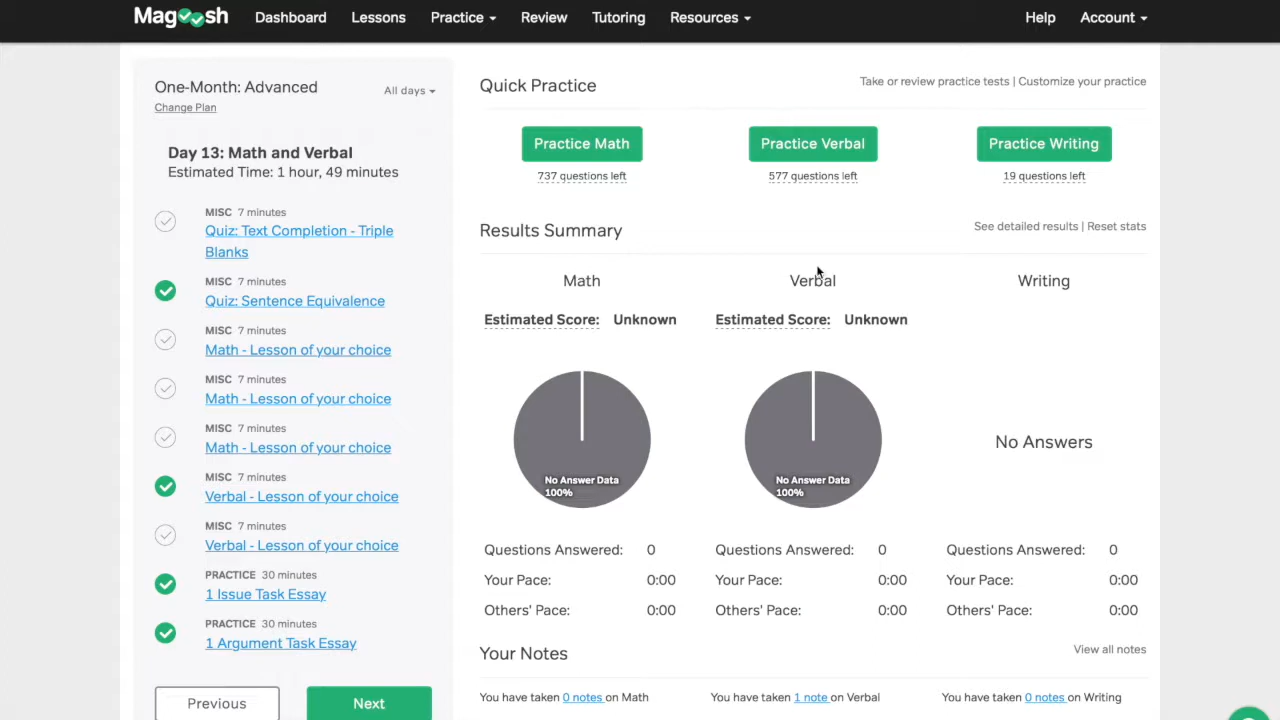 Magoosh Dashboard Lessons Practice Review Tutoring Resources Help Account
One-Month: Advanced
All days
Change Plan
Day 13: Math and Verbal
Estimated Time: 1 hour, 49 minutes
MISC 7 minutes
Quiz: Text Completion - Triple
Blanks
MISC 7 minutes
Quiz: Sentence Equivalence
MISC 7 minutes
Math - Lesson of your choice
MISC 7 minutes
Math - Lesson of your choice
MISC 7 minutes
Math - Lesson of your choice
MISC 7 minutes
Verbal - Lesson of your choice
MISC 7 minutes
Verbal - Lesson of your choice
PRACTICE 30 minutes
1 Issue Task Essay
PRACTICE 30 minutes
1 Argument Task Essay
Previous Next
Quick Practice
Take or review practice tests | Customize your practice
Practice Math Practice Verbal Practice Writing
737 questions left 577 questions left 19 questions left
Results Summary
See detailed results | Reset stats
Math Verbal Writing
Estimated Score: Unknown Estimated Score: Unknown
No Answer Data
100%
No Answer Data
100%
No Answers
Questions Answered: 0 Questions Answered: 0 Questions Answered: 0
Your Pace: 0:00 Your Pace: 0:00 Your Pace: 0:00
Others' Pace: 0:00 Others' Pace: 0:00 Others' Pace: 0:00
Your Notes
View all notes
You have taken 0 notes on Math You have taken 1 note on Verbal You have taken 0 notes on Writing